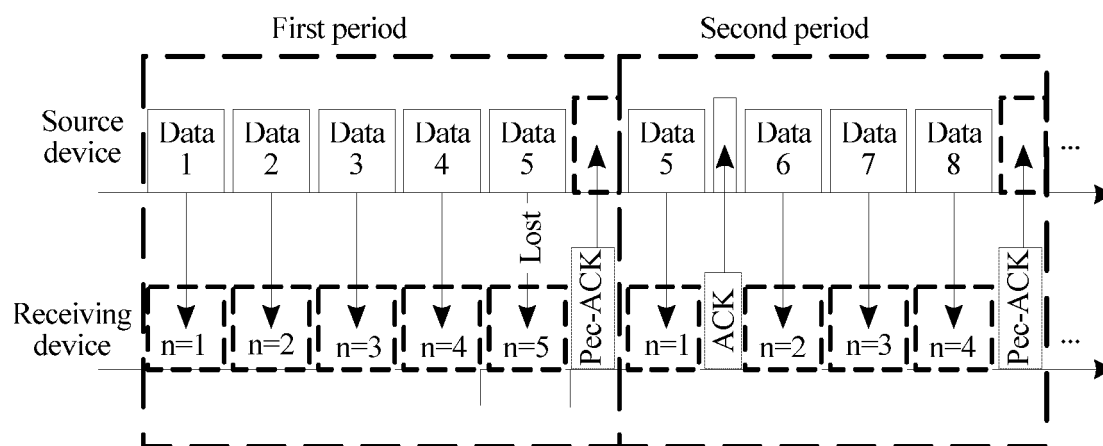 First period Second period
Source device
Data 1 Data 2 Data 3 Data 4 Data 5 Data 5 Data 6 Data 7 Data 8 ...
Lost
Receiving device
n=1 n=2 n=3 n=4 n=5 Pec-ACK n=1 ACK n=2 n=3 n=4 Pec-ACK ...